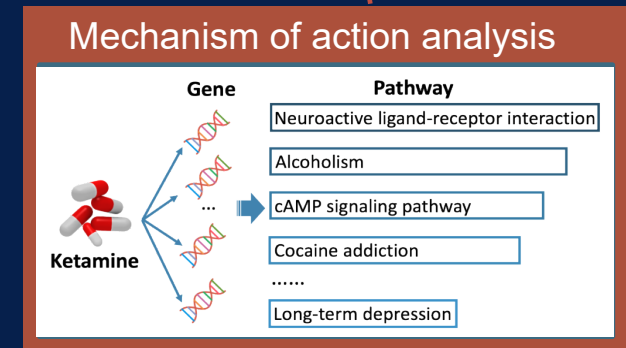 Mechanism of action analysis
Gene
Pathway
Neuroactive ligand-receptor interaction
Alcoholism
...
cAMP signaling pathway
Ketamine
Cocaine addiction
......
Long-term depression